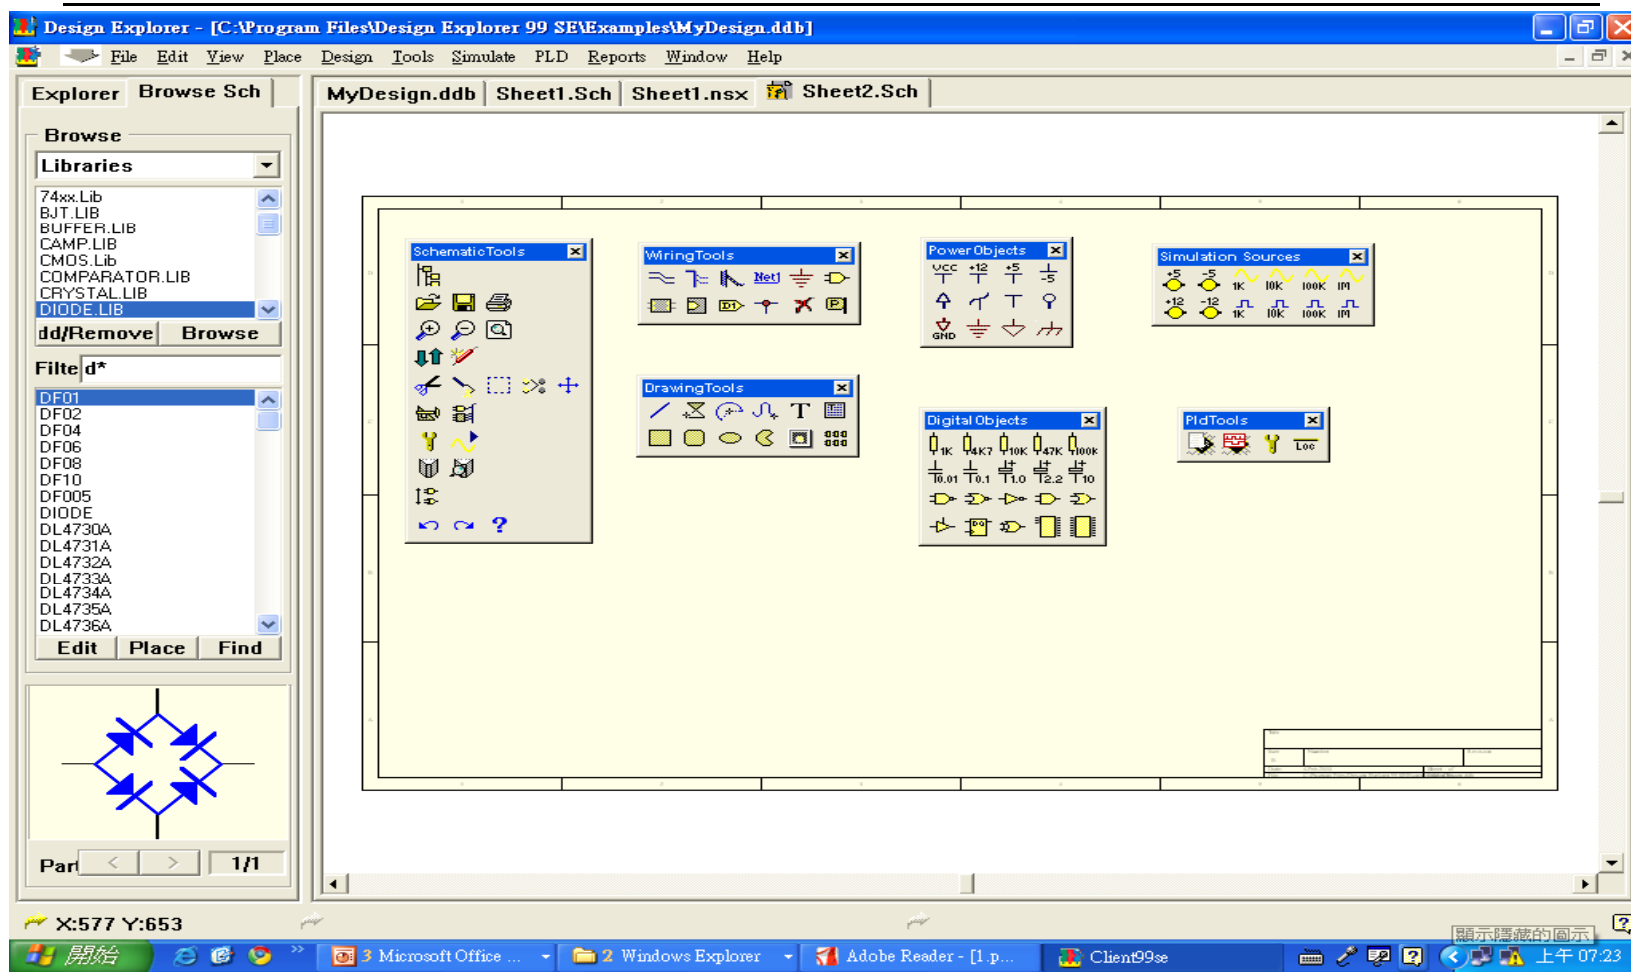 Design Explorer - [C:\Program Files\Design Explorer 99 SE\Examples\MyDesign.ddb]
File Edit View Place Design Tools Simulate PLD Reports Window Help
Explorer Browse Sch
MyDesign.ddb Sheet1.Sch Sheet1.nsx Sheet2.Sch
Browse
Libraries
74xx.Lib
BJT.LIB
BUFFER.LIB
CAMP.LIB
CMOS.Lib
COMPARATOR.LIB
CRYSTAL.LIB
DIODE.LIB
dd/Remove Browse
Filte d*
DF01
DF02
DF04
DF06
DF08
DF10
DF005
DIODE
DL4730A
DL4731A
DL4732A
DL4733A
DL4734A
DL4735A
DL4736A
Edit Place Find
Part < > 1/1
SchematicTools
WiringTools
Net1
D1
PowerObjects
VCC +12 +5 -5
GND
Simulation Sources
+5 -5 1K 10K 100K 1M
+12 -12 1K 10K 100K 1M
DrawingTools
T
Digital Objects
1K 4K7 10K 47K 100K
0.01 0.1 1.0 2.2 10
PldTools
Loc
X:577 Y:653
顯示隱藏的圖示
開始
3 Microsoft Office ...
2 Windows Explorer
Adobe Reader - [1.p...
Client99se
上午 07:23